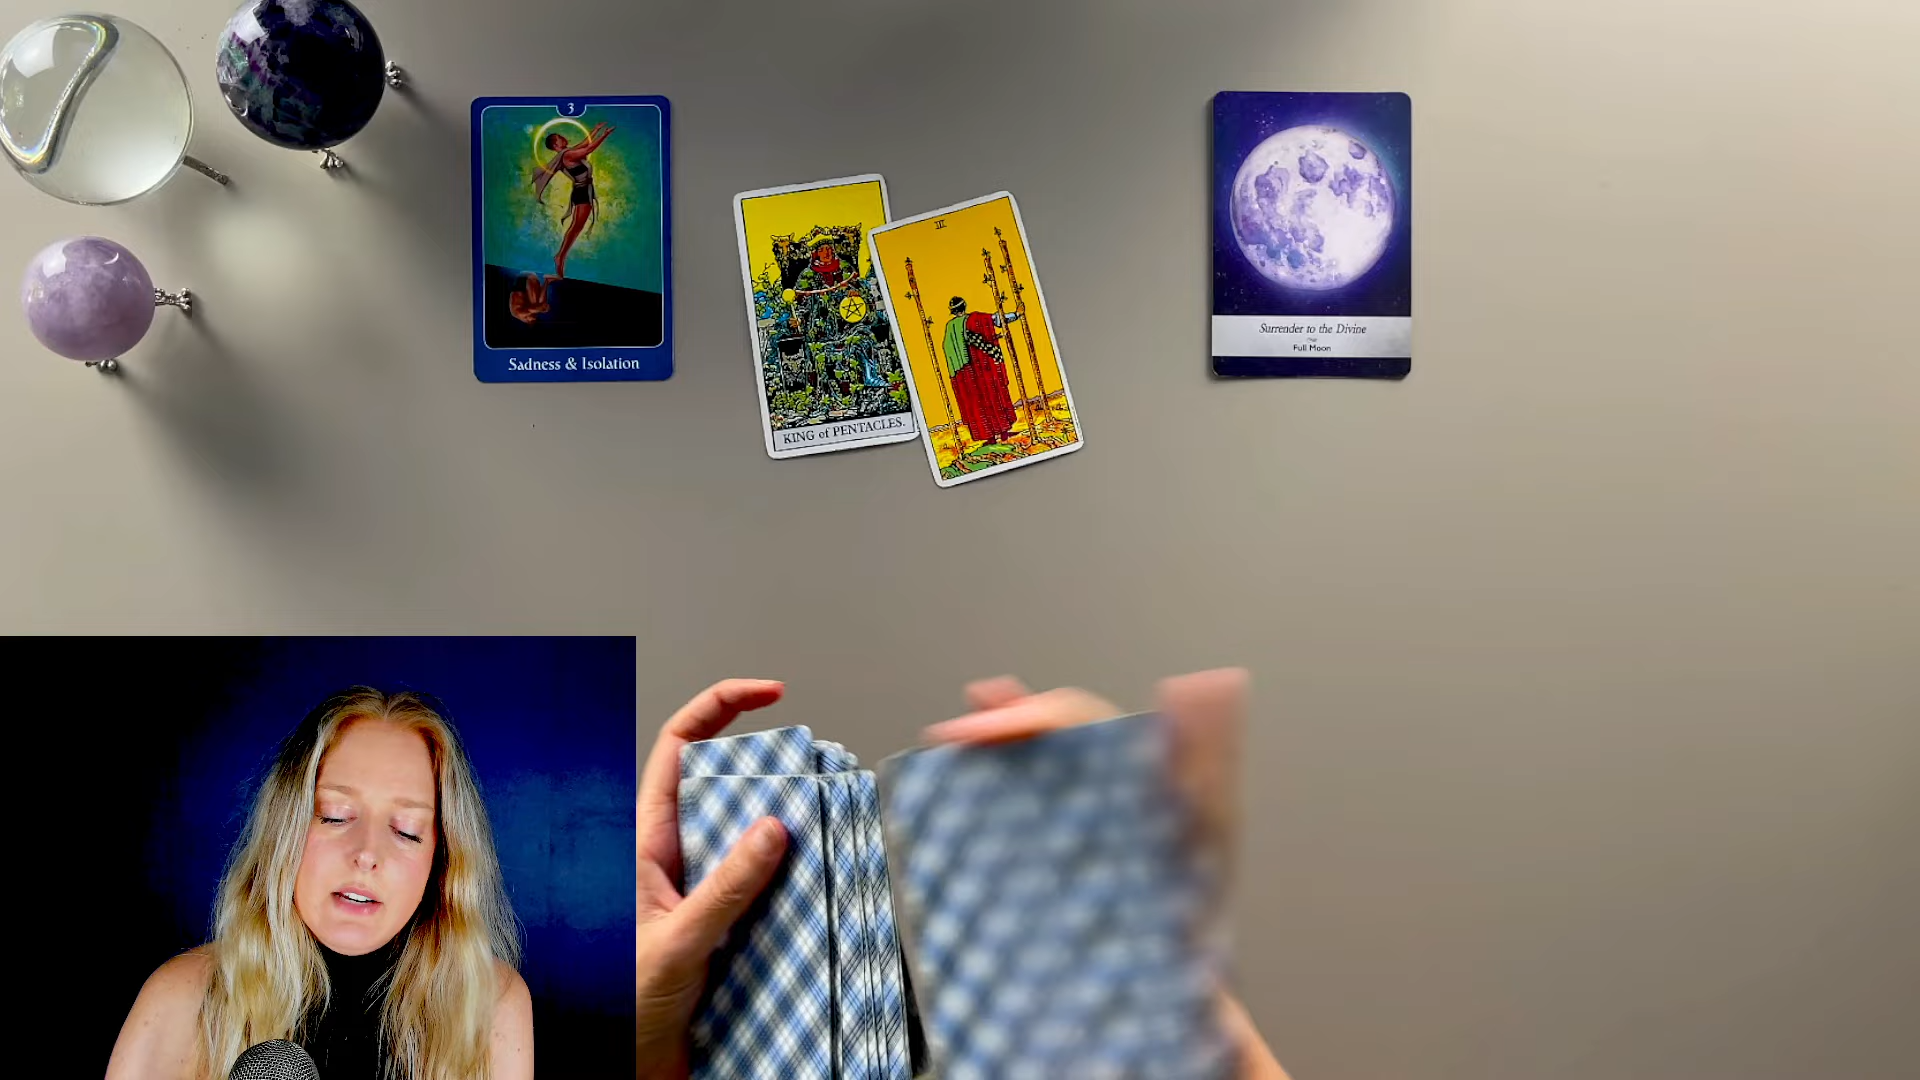 3
Sadness & Isolation
KING of PENTACLES.
III
Surrender to the Divine
Full Moon